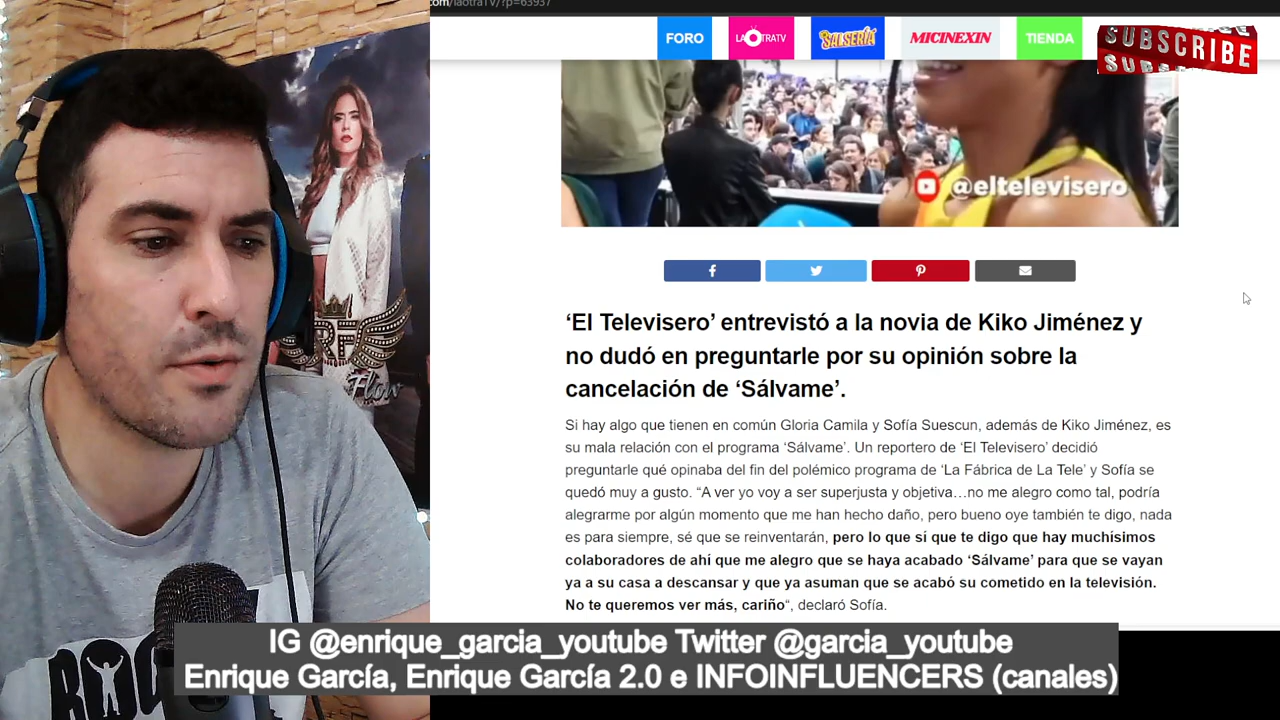 com/laotraTV/?p=63937
FORO
LAOTRATV
SALSERÍA
MICINEXIN
TIENDA
SUBSCRIBE
@eltelevisero
‘El Televisero’ entrevistó a la novia de Kiko Jiménez y
no dudó en preguntarle por su opinión sobre la
cancelación de ‘Sálvame’.
Si hay algo que tienen en común Gloria Camila y Sofía Suescun, además de Kiko Jiménez, es
su mala relación con el programa ‘Sálvame’. Un reportero de ‘El Televisero’ decidió
preguntarle qué opinaba del fin del polémico programa de ‘La Fábrica de La Tele’ y Sofía se
quedó muy a gusto. “A ver yo voy a ser superjusta y objetiva…no me alegro como tal, podría
alegrarme por algún momento que me han hecho daño, pero bueno oye también te digo, nada
es para siempre, sé que se reinventarán, pero lo que sí que te digo que hay muchísimos
colaboradores de ahí que me alegro que se haya acabado ‘Sálvame’ para que se vayan
ya a su casa a descansar y que ya asuman que se acabó su cometido en la televisión.
No te queremos ver más, cariño“, declaró Sofía.
RF
Flow
IG @enrique_garcia_youtube Twitter @garcia_youtube
Enrique García, Enrique García 2.0 e INFOINFLUENCERS (canales)